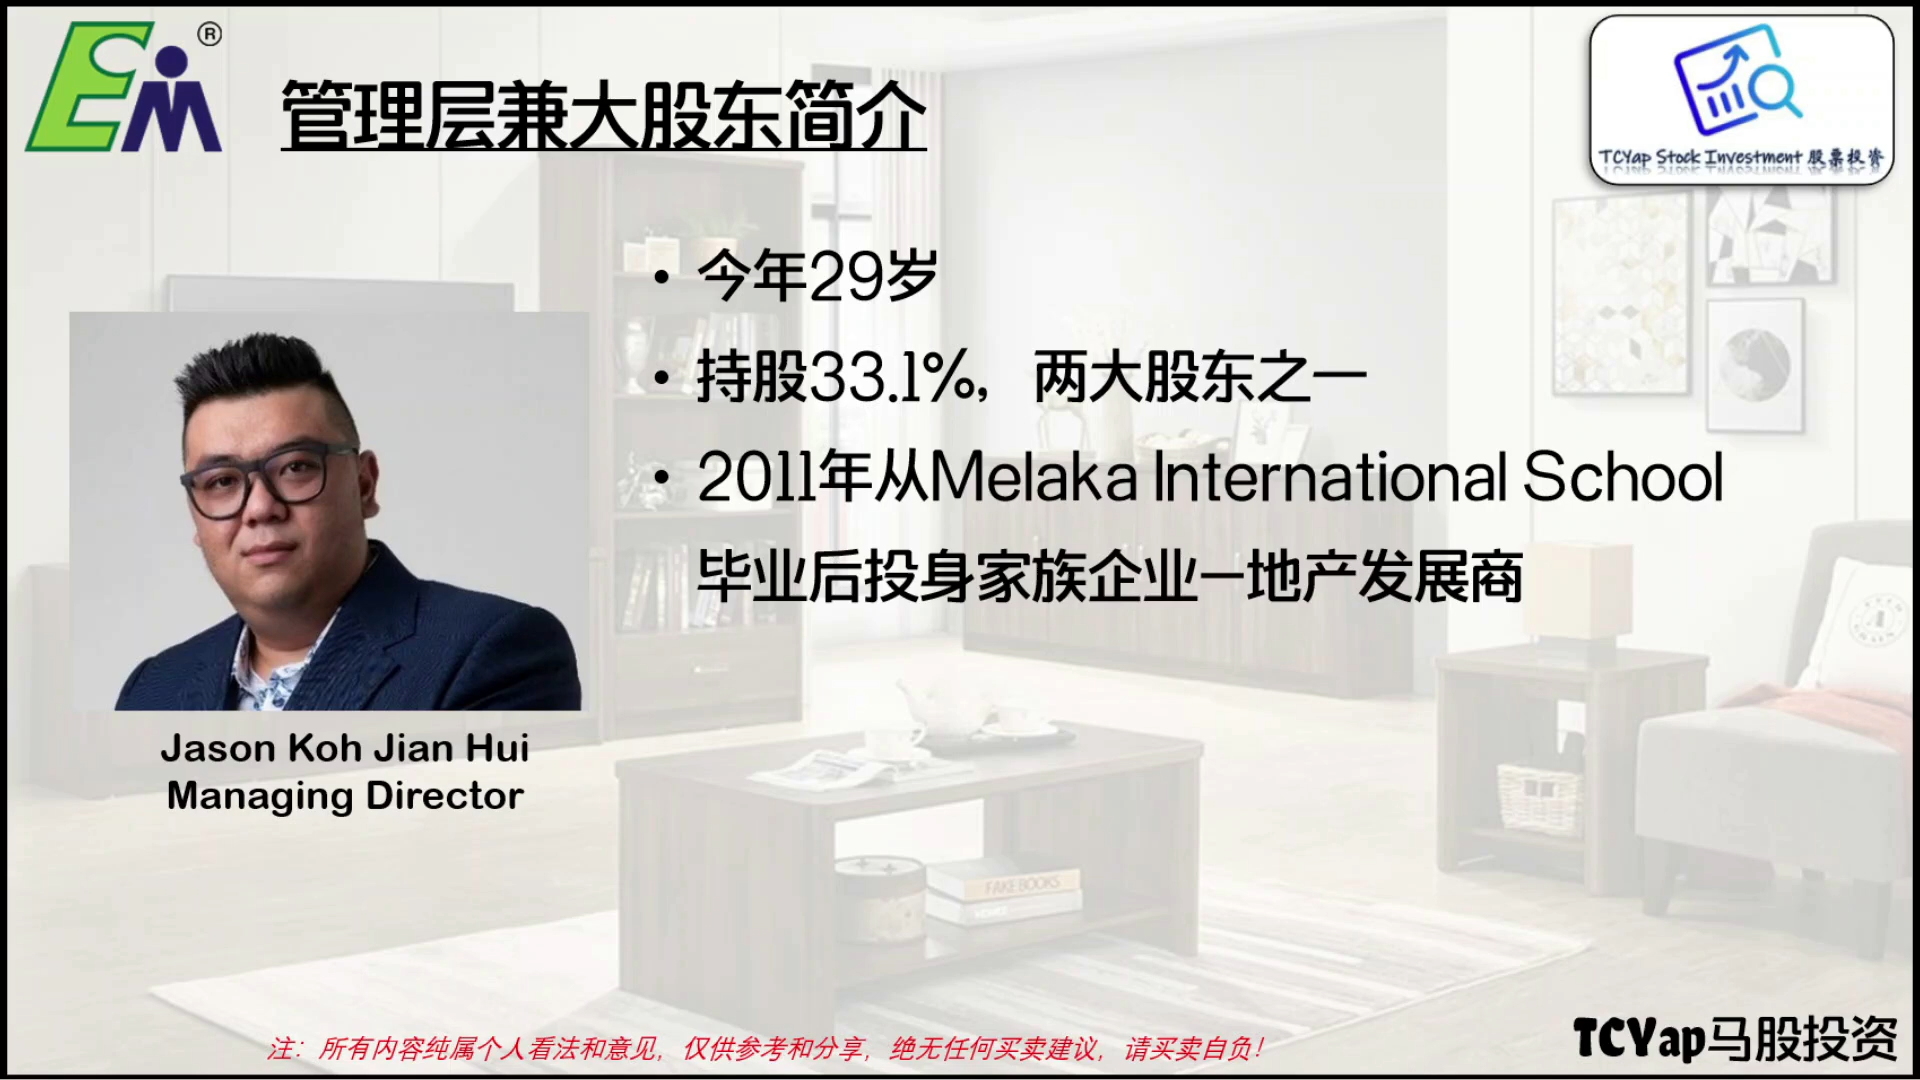 EM®
管理层兼大股东简介
TCYap Stock Investment 股票投资
• 今年29岁
• 持股33.1%，两大股东之一
• 2011年从Melaka International School
毕业后投身家族企业—地产发展商
Jason Koh Jian Hui
Managing Director
FAKE BOOKS
注：所有内容纯属个人看法和意见，仅供参考和分享，绝无任何买卖建议，请买卖自负！
TCYap马股投资